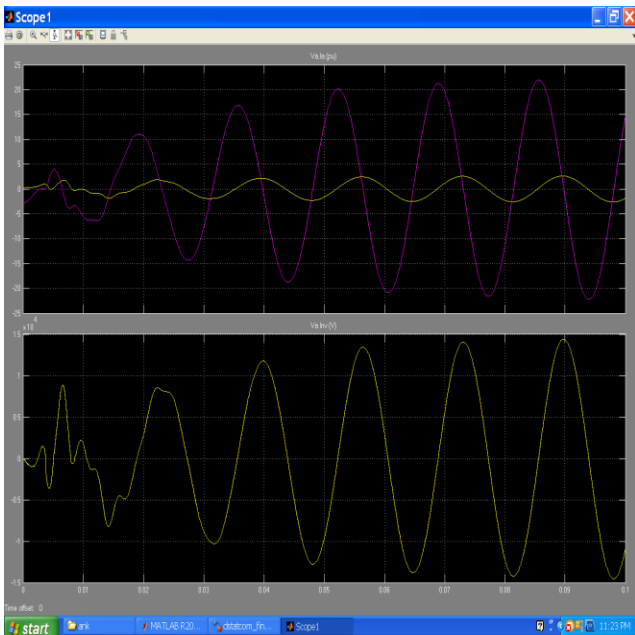 Scope1
Va,Ia (pu)
25
20
15
10
5
0
-5
-10
-15
-20
-25
x 10
4
Va Inv.(V)
1.5
1
0.5
0
-0.5
-1
-1.5
0 0.01 0.02 0.03 0.04 0.05 0.06 0.07 0.08 0.09 0.1
Time offset: 0
start ank MATLAB R20... dstatcom_fin... Scope1 11:23 PM